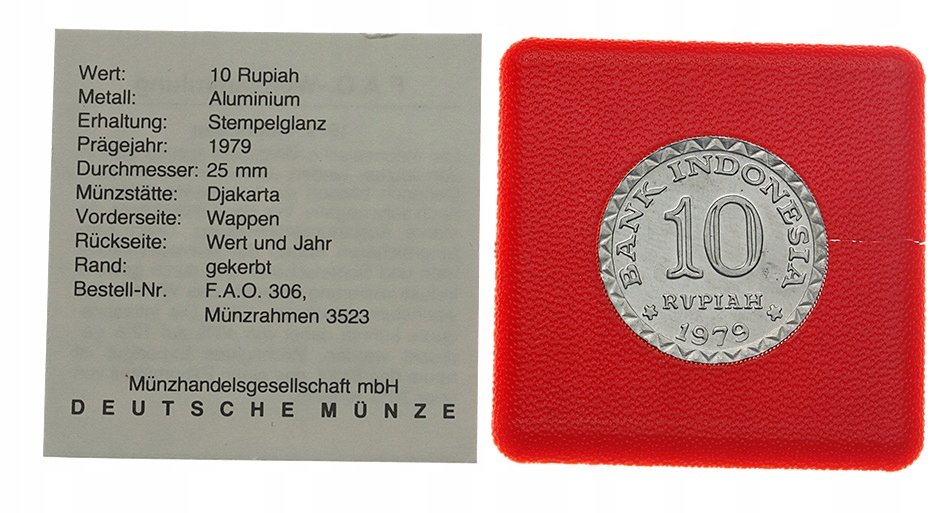 Wert: 10 Rupiah
Metall: Aluminium
Erhaltung: Stempelglanz
Prägejahr: 1979
Durchmesser: 25 mm
Münzstätte: Djakarta
Vorderseite: Wappen
Rückseite: Wert und Jahr
Rand: gekerbt
Bestell-Nr. F.A.O. 306,
Münzrahmen 3523
Münzhandelsgesellschaft mbH
DEUTSCHE MÜNZE
BANK INDONESIA
10
RUPIAH
1979